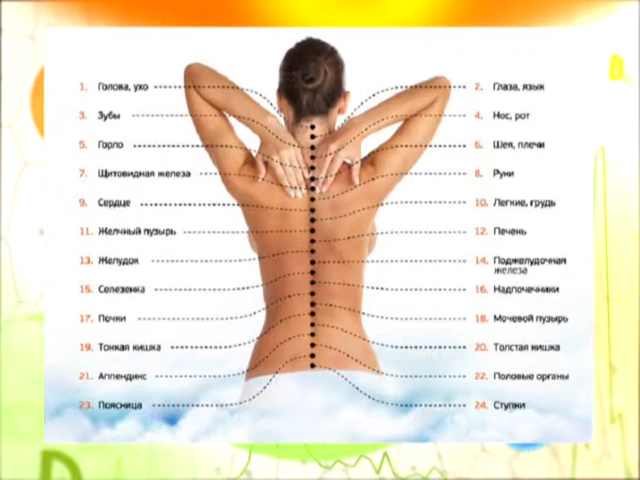 1. Голова, ухо
2. Глаза, язык
3. Зубы
4. Нос, рот
5. Горло
6. Шея, плечи
7. Щитовидная железа
8. Руки
9. Сердце
10. Легкие, грудь
11. Желчный пузырь
12. Печень
13. Желудок
14. Поджелудочная
железа
15. Селезенка
16. Надпочечники
17. Почки
18. Мочевой пузырь
19. Тонкая кишка
20. Толстая кишка
21. Аппендикс
22. Половые органы
23. Поясница
24. Ступни